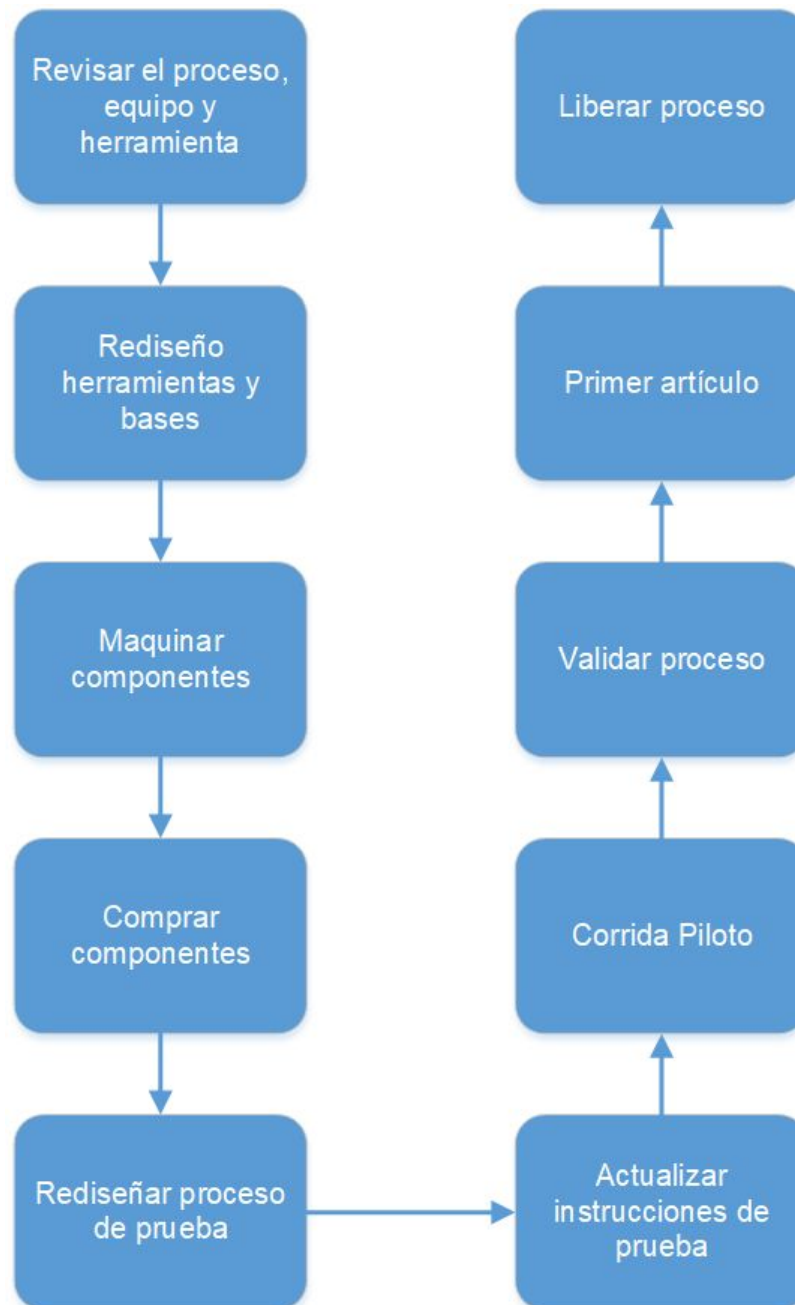 Revisar el proceso,
equipo y
herramienta
Rediseño
herramientas y
bases
Maquinar
componentes
Comprar
componentes
Rediseñar proceso
de prueba
Actualizar
instrucciones de
prueba
Corrida Piloto
Validar proceso
Primer artículo
Liberar proceso